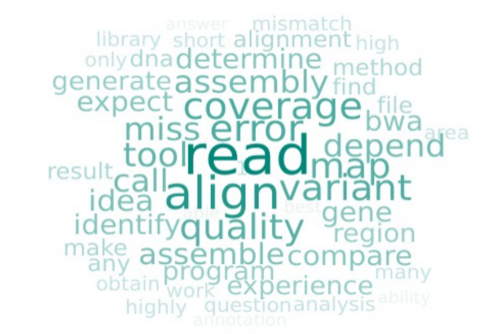 answer mismatch
library short alignment high
only dna determine method
generate assembly find
expect coverage file
miss error bwa area
tool read map depend
result call align variant
idea best gene
identify quality region
make assemble compare
any program many
obtain work experience ability
highly question analysis
annotation